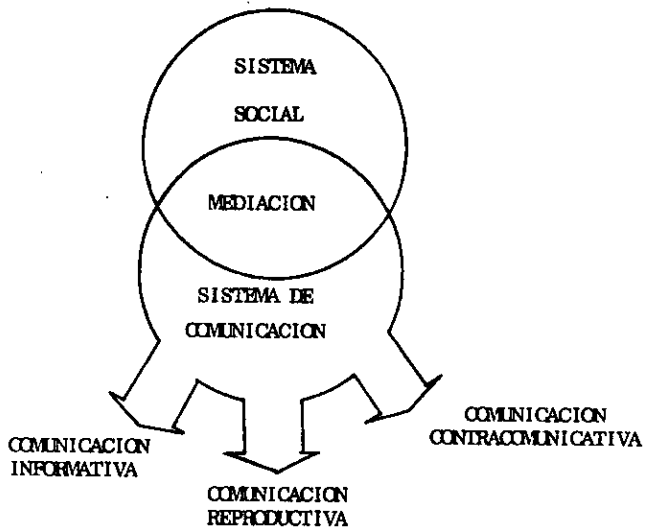 SISTEMA
SOCIAL
MEDIACION
SISTEMA DE
COMUNICACION
COMUNICACION
INFORMATIVA
COMUNICACION
REPRODUCTIVA
COMUNICACION
CONTRACOMUNICATIVA